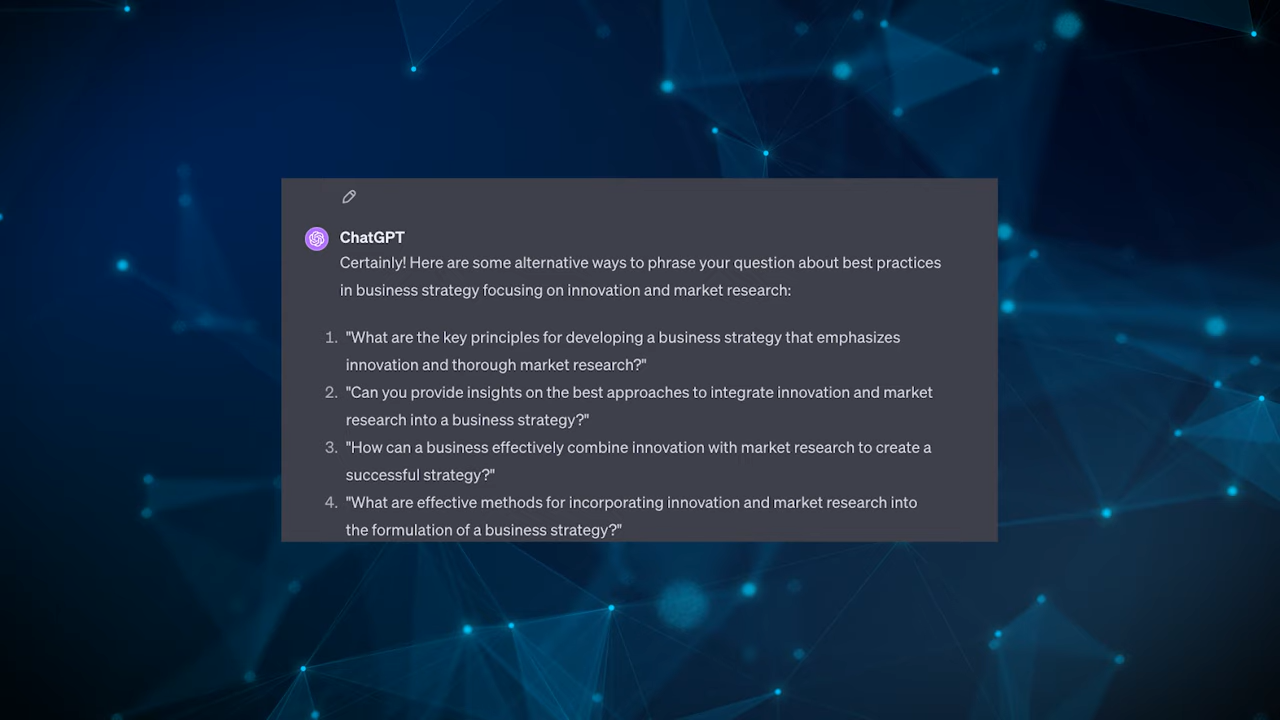 ChatGPT
Certainly! Here are some alternative ways to phrase your question about best practices
in business strategy focusing on innovation and market research:
1. "What are the key principles for developing a business strategy that emphasizes
innovation and thorough market research?"
2. "Can you provide insights on the best approaches to integrate innovation and market
research into a business strategy?"
3. "How can a business effectively combine innovation with market research to create a
successful strategy?"
4. "What are effective methods for incorporating innovation and market research into
the formulation of a business strategy?"